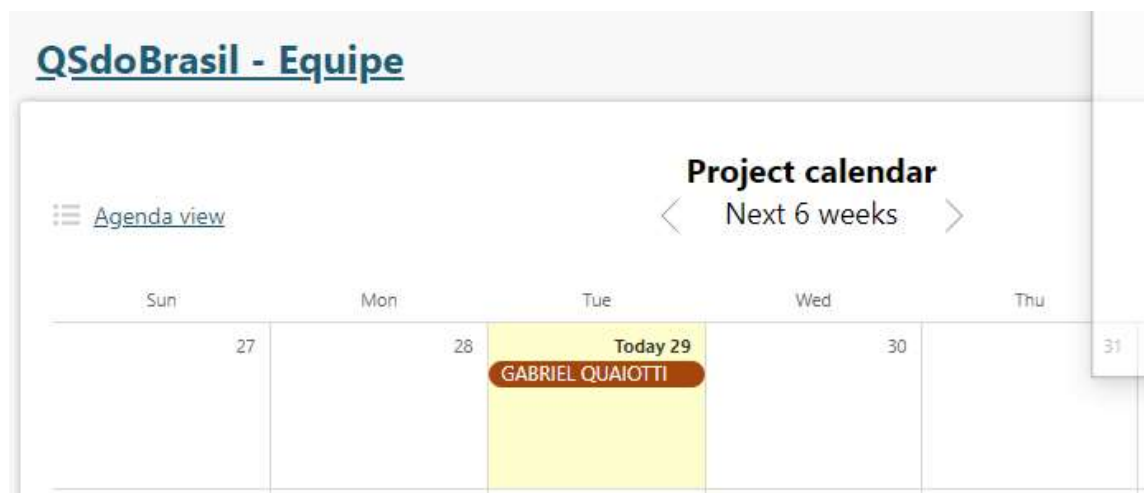 QSdoBrasil - Equipe
Project calendar
Agenda view
Next 6 weeks
Sun Mon Tue Wed Thu
27 28 Today 29 30 31
GABRIEL QUAIOTTI